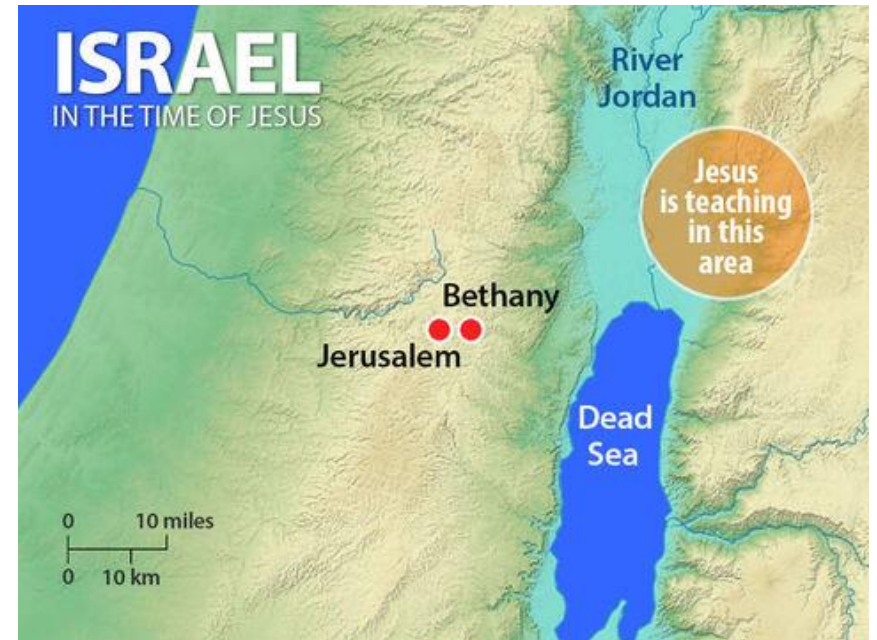 ISRAEL
IN THE TIME OF JESUS
River
Jordan
Jesus
is teaching
in this
area
Bethany
Jerusalem
Dead
Sea
0 10 miles
0 10 km